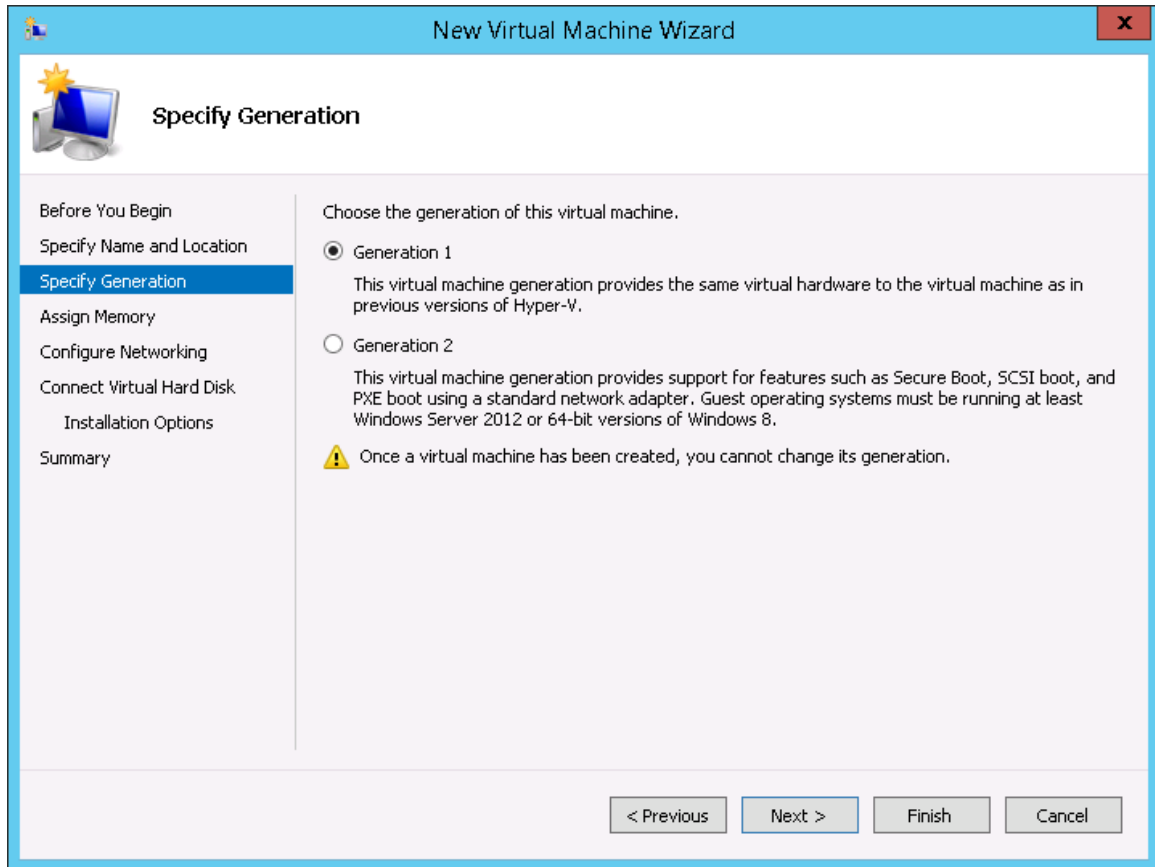 New Virtual Machine Wizard
x
Specify Generation
Before You Begin
Specify Name and Location
Specify Generation
Assign Memory
Configure Networking
Connect Virtual Hard Disk
Installation Options
Summary
Choose the generation of this virtual machine.
Generation 1
This virtual machine generation provides the same virtual hardware to the virtual machine as in
previous versions of Hyper-V.
Generation 2
This virtual machine generation provides support for features such as Secure Boot, SCSI boot, and
PXE boot using a standard network adapter. Guest operating systems must be running at least
Windows Server 2012 or 64-bit versions of Windows 8.
Once a virtual machine has been created, you cannot change its generation.
< Previous
Next >
Finish
Cancel